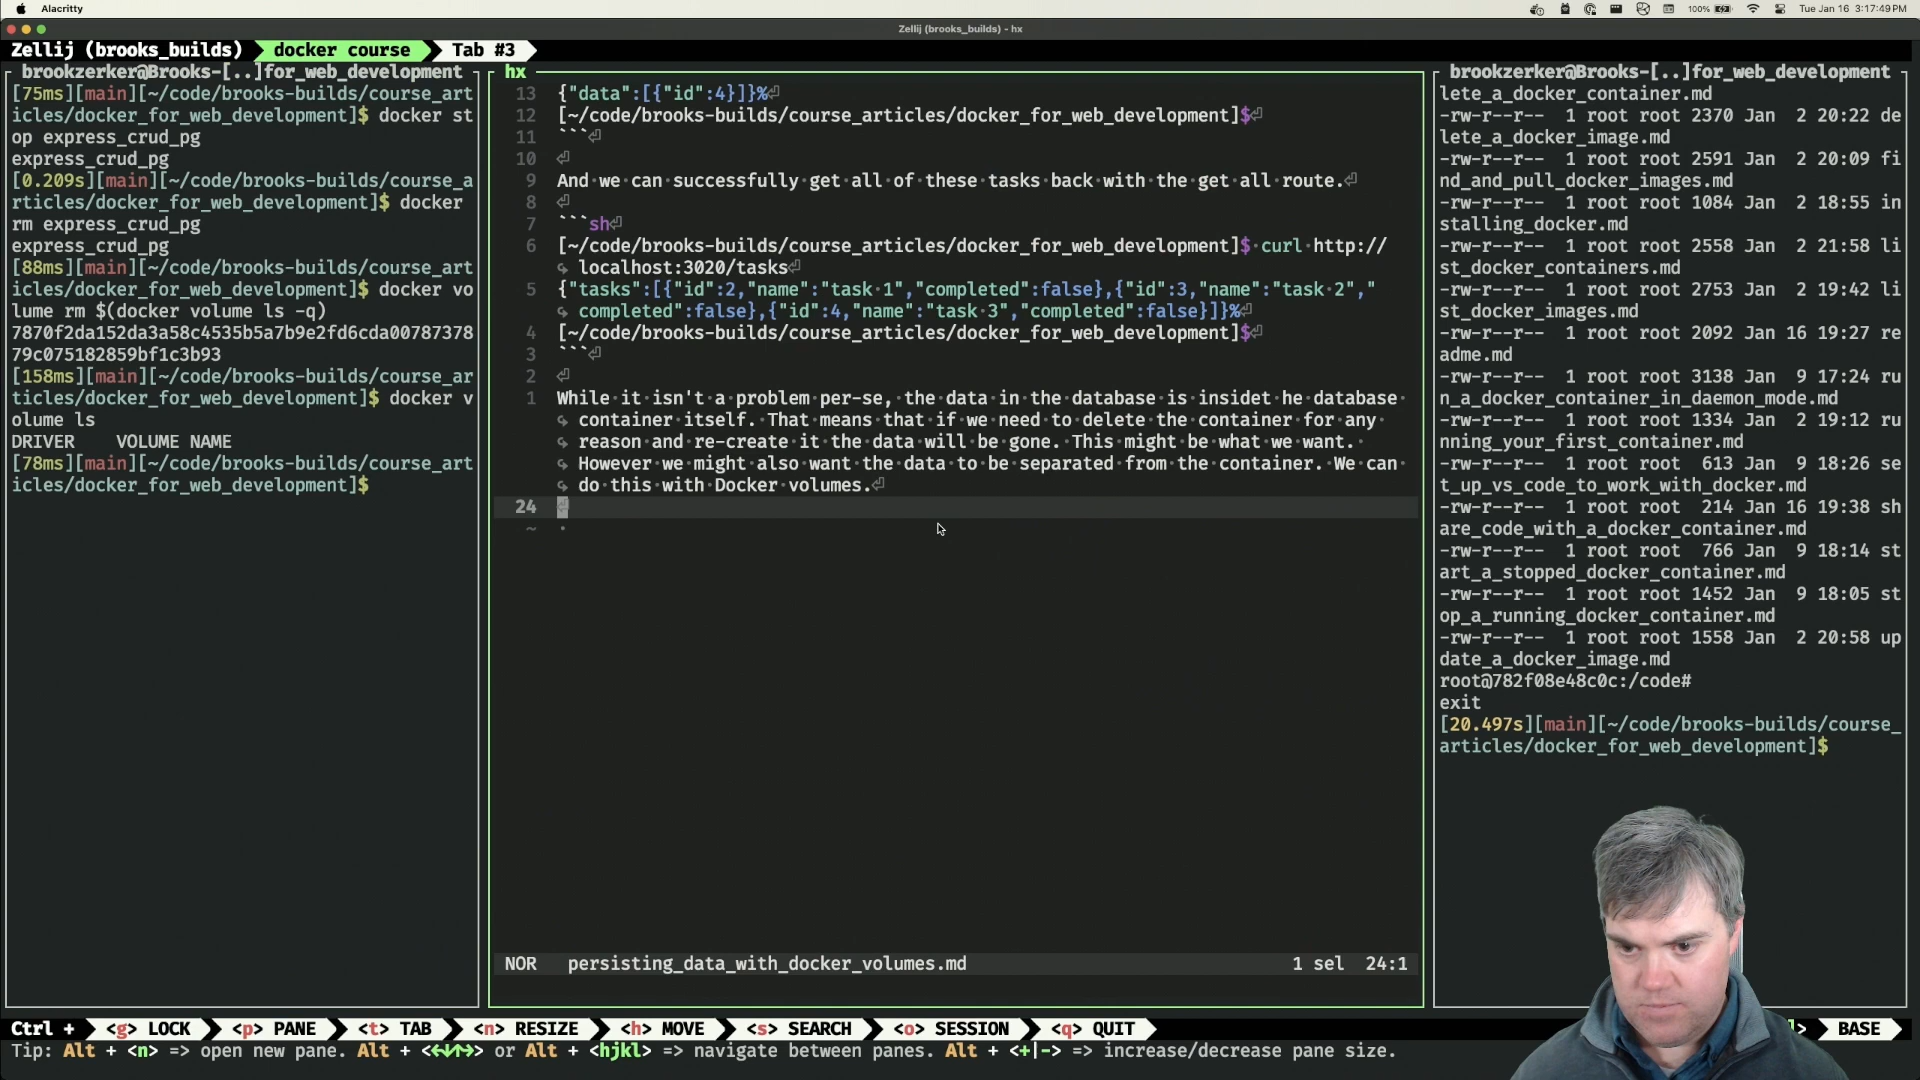 Alacritty
100%
Tue Jan 16 3:17:49 PM
Zellij (brooks_builds) - hx
Zellij (brooks_builds) docker course Tab #3
brookzerker@Brooks-[..]for_web_development
[75ms][main][~/code/brooks-builds/course_art
icles/docker_for_web_development]$ docker st
op express_crud_pg
express_crud_pg
[0.209s][main][~/code/brooks-builds/course_a
rticles/docker_for_web_development]$ docker
rm express_crud_pg
express_crud_pg
[88ms][main][~/code/brooks-builds/course_art
icles/docker_for_web_development]$ docker vo
lume rm $(docker volume ls -q)
7870f2da152da3a58c4535b5a7b9e2fd6cda00787378
79c075182859bf1c3b93
[158ms][main][~/code/brooks-builds/course_ar
ticles/docker_for_web_development]$ docker v
olume ls
DRIVER VOLUME NAME
[78ms][main][~/code/brooks-builds/course_art
icles/docker_for_web_development]$
hx
13 {"data":[{"id":4}]}%
12 [~/code/brooks-builds/course_articles/docker_for_web_development]$
11 ```
10
9 And we can successfully get all of these tasks back with the get all route.
8
7 ```sh
6 [~/code/brooks-builds/course_articles/docker_for_web_development]$ curl http://
localhost:3020/tasks
5 {"tasks":[{"id":2,"name":"task 1","completed":false},{"id":3,"name":"task 2","
completed":false},{"id":4,"name":"task 3","completed":false}]}%
4 [~/code/brooks-builds/course_articles/docker_for_web_development]$
3 ```
2
1 While it isn't a problem per-se, the data in the database is insidet he database
container itself. That means that if we need to delete the container for any
reason and re-create it the data will be gone. This might be what we want.
However we might also want the data to be separated from the container. We can
do this with Docker volumes.
24
~
NOR persisting_data_with_docker_volumes.md 1 sel 24:1
brookzerker@Brooks-[..]for_web_development
lete_a_docker_container.md
-rw-r--r-- 1 root root 2370 Jan 2 20:22 de
lete_a_docker_image.md
-rw-r--r-- 1 root root 2591 Jan 2 20:09 fi
nd_and_pull_docker_images.md
-rw-r--r-- 1 root root 1084 Jan 2 18:55 in
stalling_docker.md
-rw-r--r-- 1 root root 2558 Jan 2 21:58 li
st_docker_containers.md
-rw-r--r-- 1 root root 2753 Jan 2 19:42 li
st_docker_images.md
-rw-r--r-- 1 root root 2092 Jan 16 19:27 re
adme.md
-rw-r--r-- 1 root root 3138 Jan 9 17:24 ru
n_a_docker_container_in_daemon_mode.md
-rw-r--r-- 1 root root 1334 Jan 2 19:12 ru
nning_your_first_container.md
-rw-r--r-- 1 root root 613 Jan 9 18:26 se
t_up_vs_code_to_work_with_docker.md
-rw-r--r-- 1 root root 214 Jan 16 19:38 sh
are_code_with_a_docker_container.md
-rw-r--r-- 1 root root 766 Jan 9 18:14 st
art_a_stopped_docker_container.md
-rw-r--r-- 1 root root 1452 Jan 9 18:05 st
op_a_running_docker_container.md
-rw-r--r-- 1 root root 1558 Jan 2 20:58 up
date_a_docker_image.md
root@782f08e48c0c:/code#
exit
[20.497s][main][~/code/brooks-builds/course_
articles/docker_for_web_development]$
Ctrl + <g> LOCK <p> PANE <t> TAB <n> RESIZE <h> MOVE <s> SEARCH <o> SESSION <q> QUIT BASE
Tip: Alt + <n> => open new pane. Alt + <←↓↑→> or Alt + <hjkl> => navigate between panes. Alt + <+|-> => increase/decrease pane size.